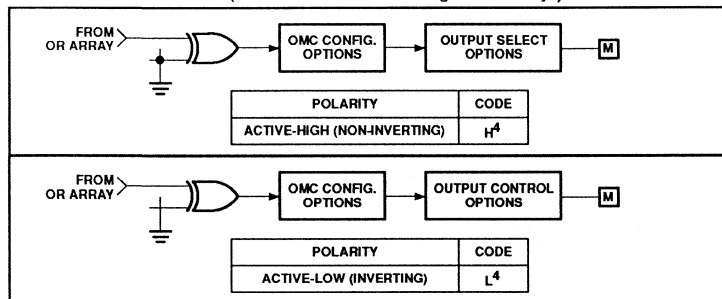 FROM
OR ARRAY
OMC CONFIG.
OPTIONS
OUTPUT SELECT
OPTIONS
M
POLARITY CODE
ACTIVE-HIGH (NON-INVERTING) H⁴
FROM
OR ARRAY
OMC CONFIG.
OPTIONS
OUTPUT CONTROL
OPTIONS
M
POLARITY CODE
ACTIVE-LOW (INVERTING) L⁴